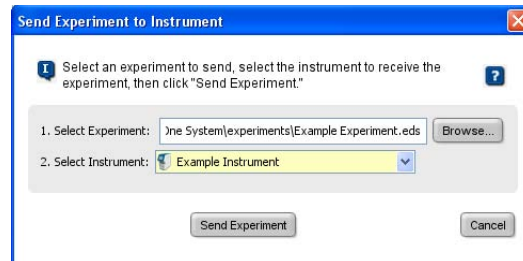 Send Experiment to Instrument
Select an experiment to send, select the instrument to receive the
experiment, then click "Send Experiment."
1. Select Experiment: One System\experiments\Example Experiment.eds Browse...
2. Select Instrument: Example Instrument
Send Experiment Cancel